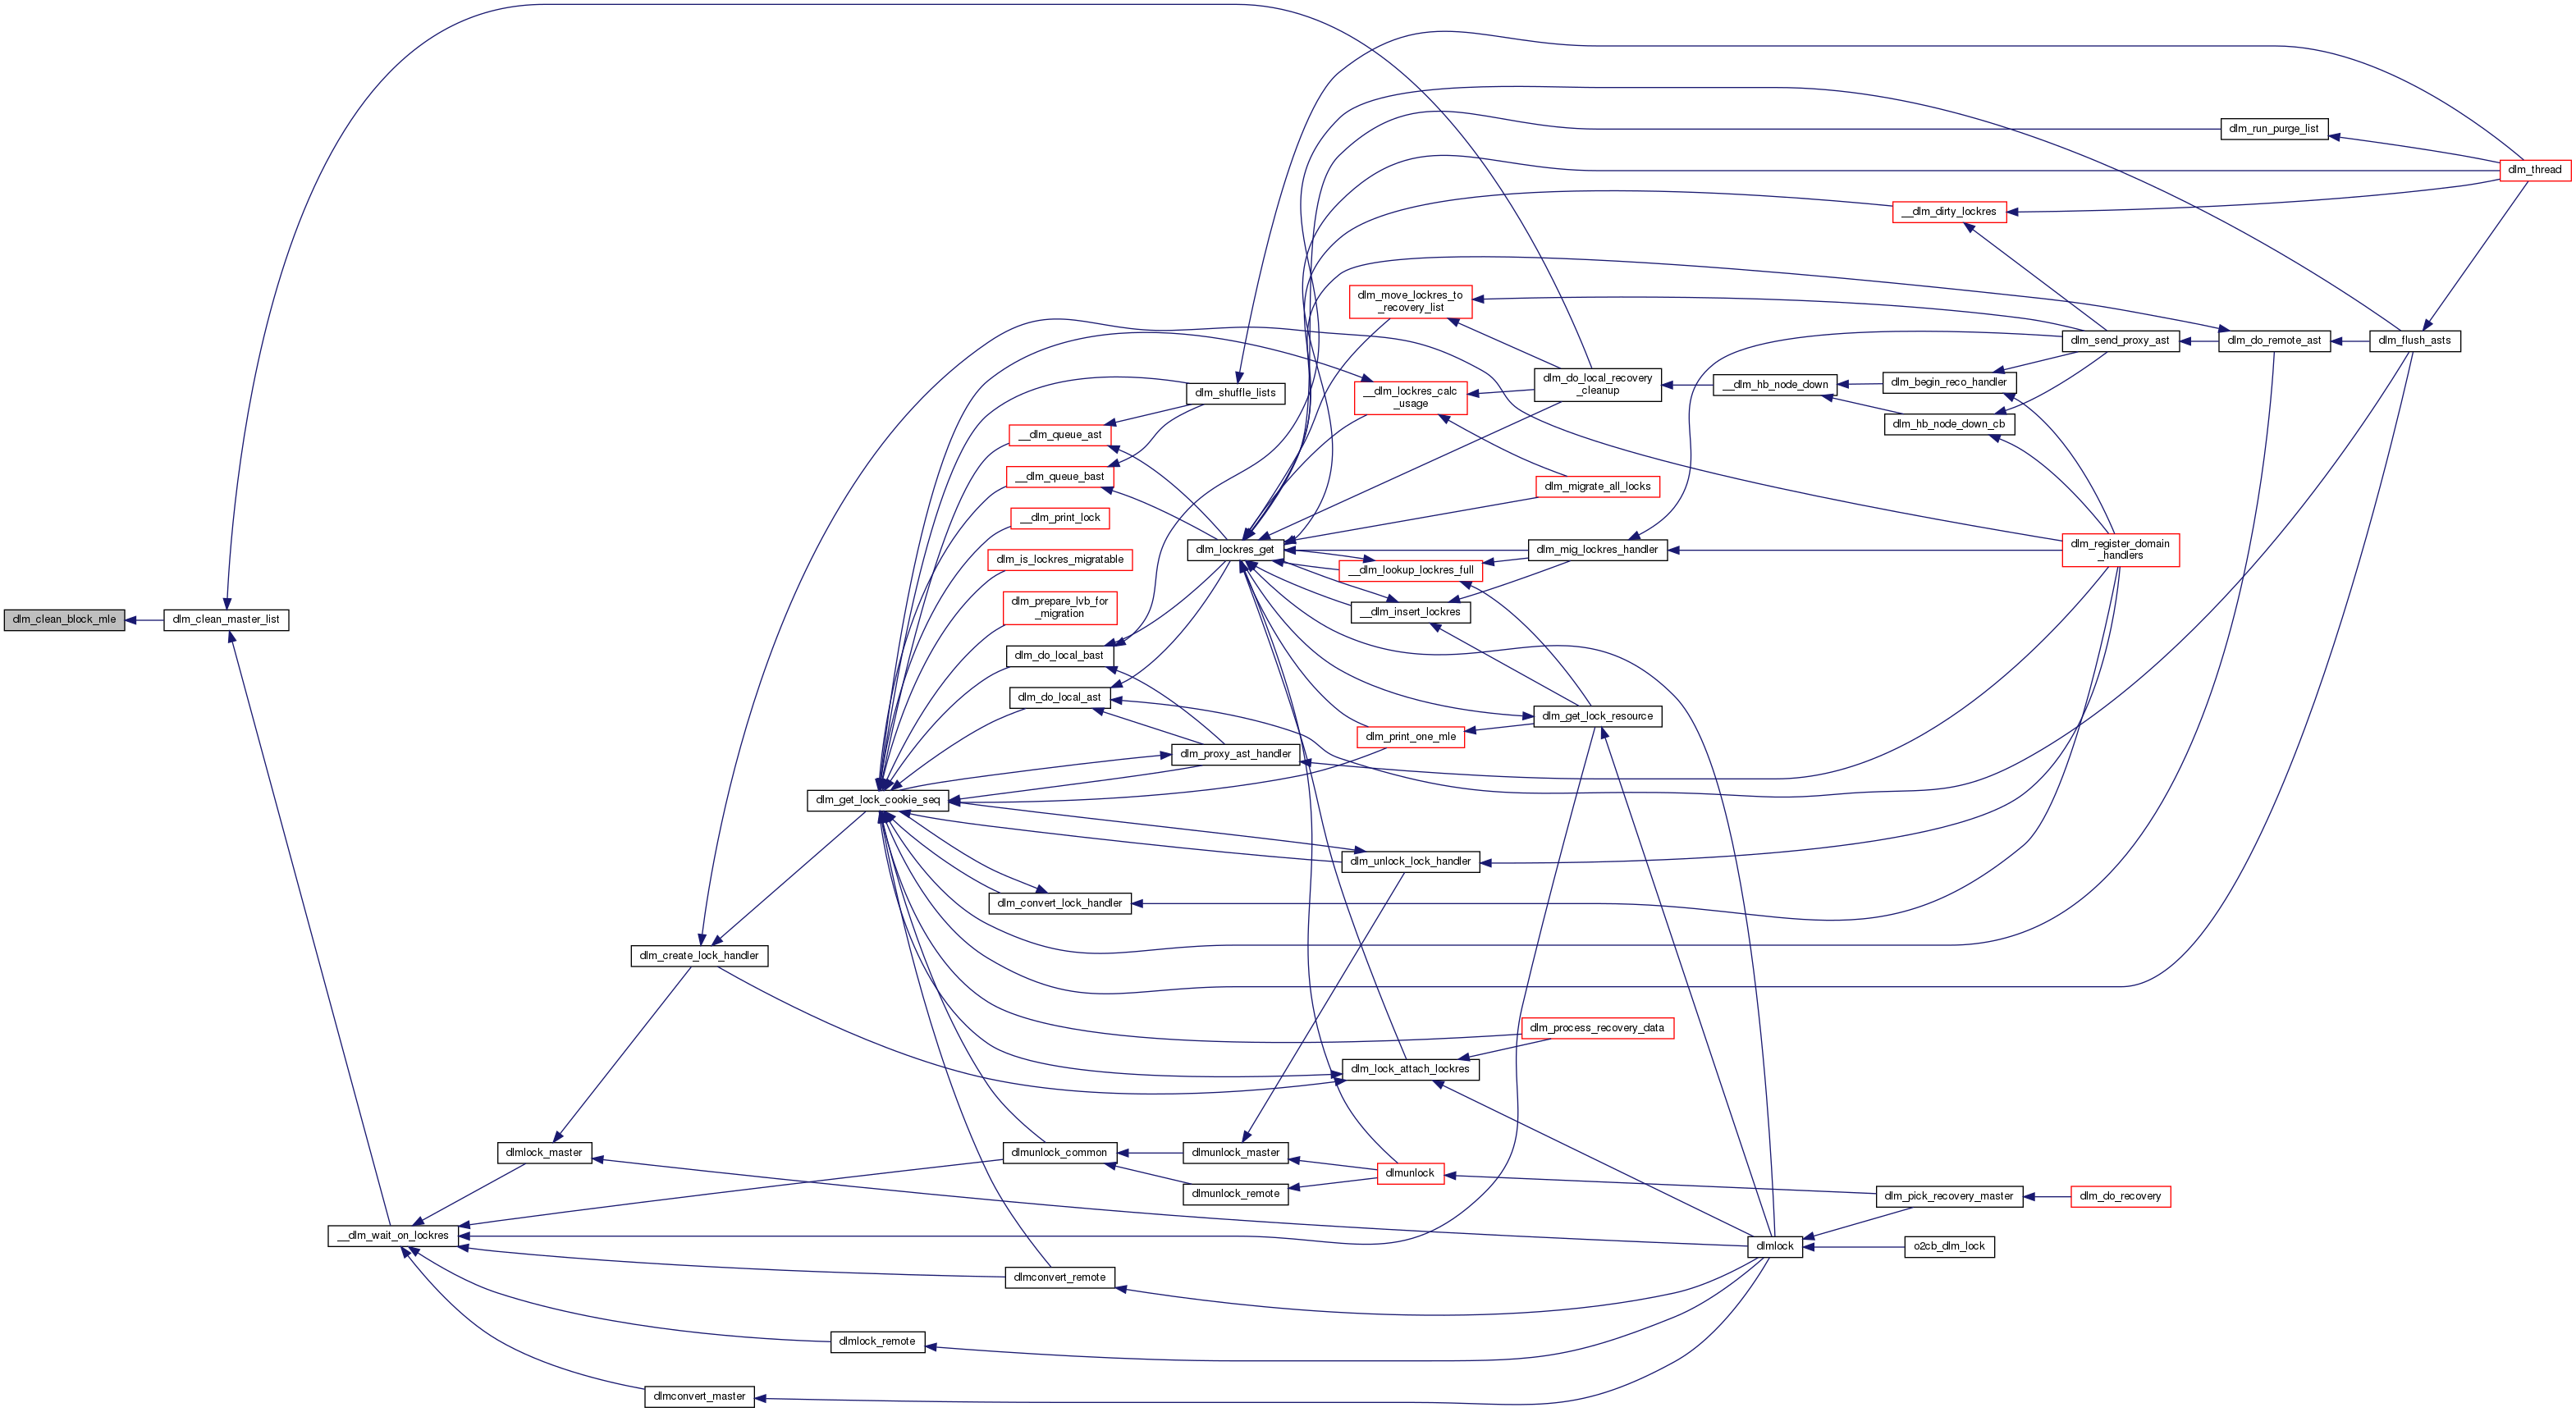 dlm_run_purge_list
dlm_thread
__dlm_dirty_lockres
dlm_move_lockres_to
_recovery_list
dlm_send_proxy_ast
dlm_do_remote_ast
dlm_flush_asts
dlm_do_local_recovery
_cleanup
__dlm_hb_node_down
dlm_begin_reco_handler
dlm_shuffle_lists
__dlm_lockres_calc
_usage
dlm_hb_node_down_cb
__dlm_queue_ast
__dlm_queue_bast
dlm_migrate_all_locks
__dlm_print_lock
dlm_lockres_get
dlm_mig_lockres_handler
dlm_register_domain
_handlers
dlm_is_lockres_migratable
__dlm_lookup_lockres_full
dlm_prepare_lvb_for
_migration
__dlm_insert_lockres
dlm_clean_block_mle
dlm_clean_master_list
dlm_do_local_bast
dlm_do_local_ast
dlm_get_lock_resource
dlm_print_one_mle
dlm_proxy_ast_handler
dlm_get_lock_cookie_seq
dlm_unlock_lock_handler
dlm_convert_lock_handler
dlm_create_lock_handler
dlm_process_recovery_data
dlm_lock_attach_lockres
dlmlock_master
dlmunlock_common
dlmunlock_master
dlmunlock
dlmunlock_remote
dlm_pick_recovery_master
dlm_do_recovery
__dlm_wait_on_lockres
dlmlock
o2cb_dlm_lock
dlmconvert_remote
dlmlock_remote
dlmconvert_master